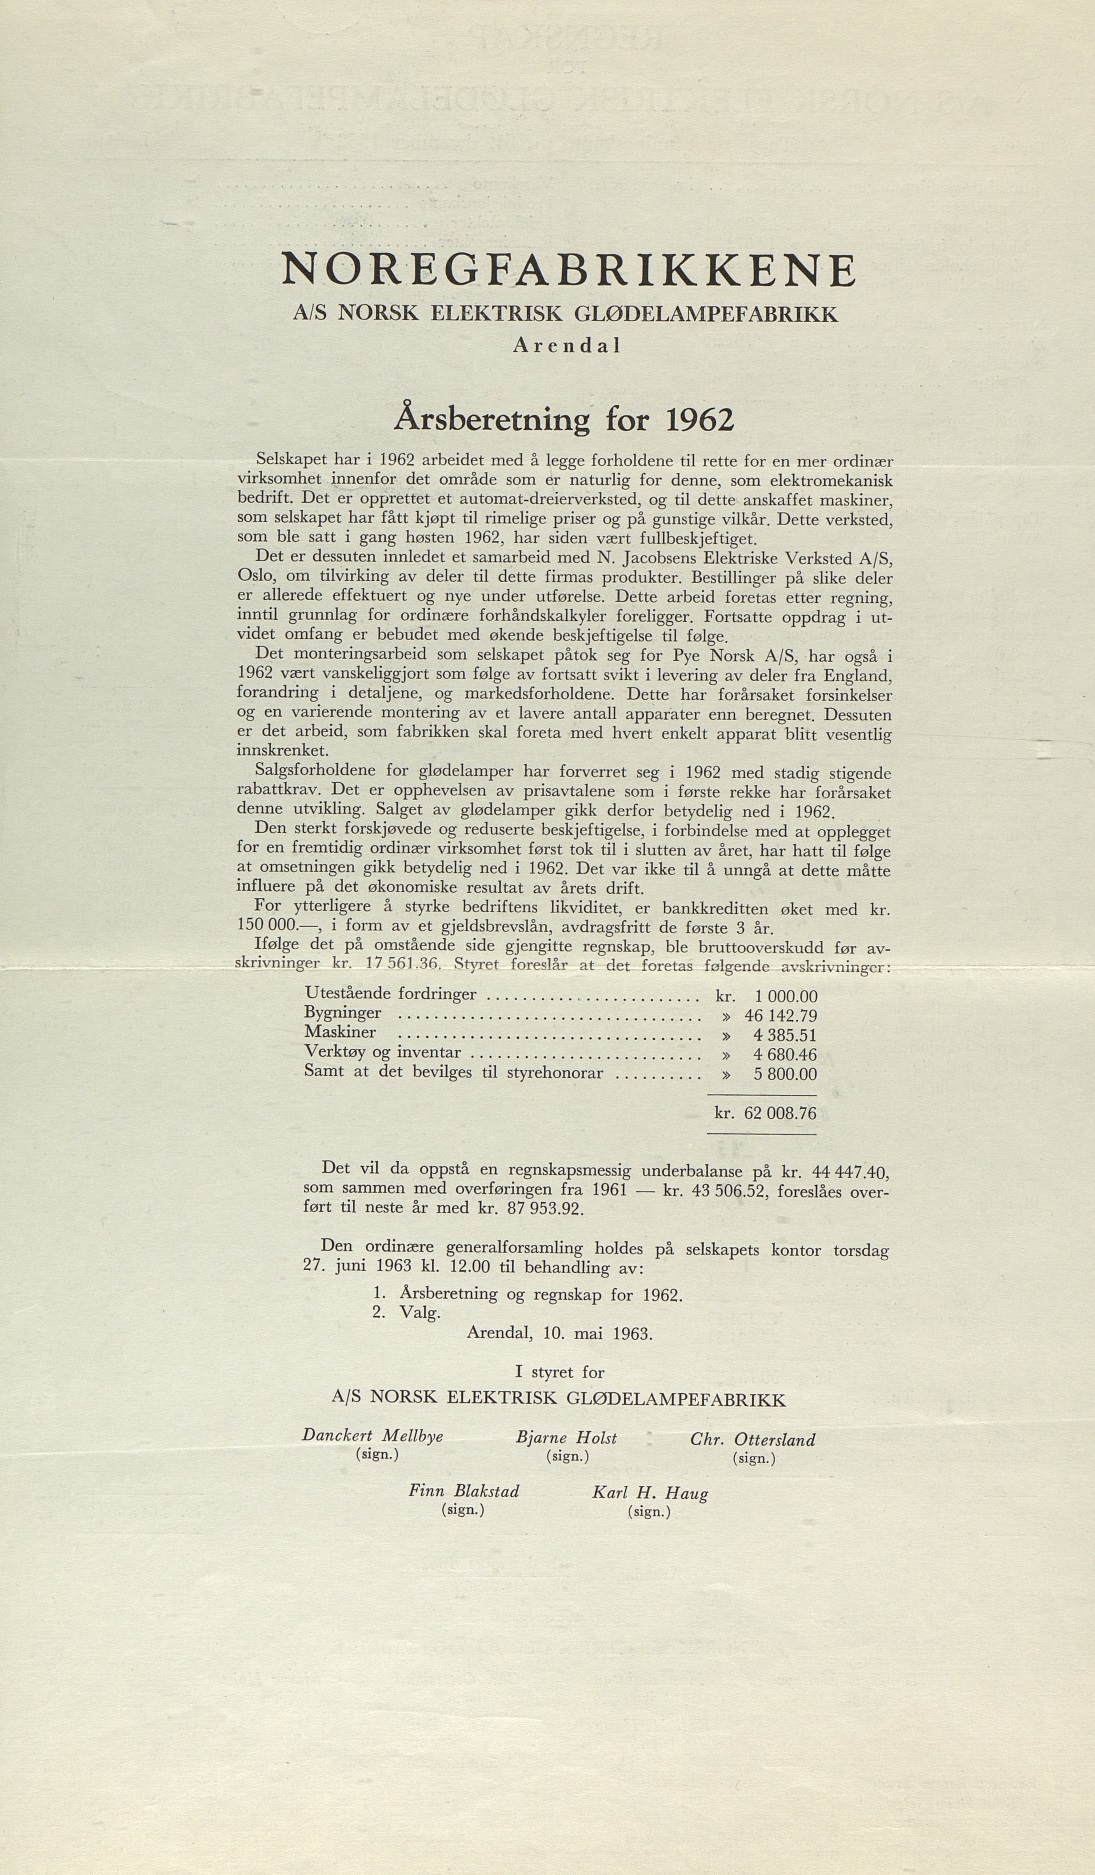 NOREGFABRIKKENE
A/S NORSK ELEKTRISK GLØDELAMPEFABRIKK
Arendal
Årsberetning for 1962
Selskapet har i 1962 arbeidet med å legge forholdene til rette for en mer ordinær
virksomhet innenfor det område som er naturlig for denne, som elektromekanisk
bedrift. Det er opprettet et automat-dreierverksted, og til dette anskaffet maskiner,
som selskapet har fått kjøpt til rimelige priser og på gunstige vilkår. Dette verksted,
som ble satt i gang høsten 1962, har siden vært fullbeskjeftiget.
Det er dessuten innledet et samarbeid med N. Jacobsens Elektriske Verksted A/S,
Oslo, om tilvirking av deler til dette firmas produkter. Bestillinger på slike deler
er allerede effektuert og nye under utførelse. Dette arbeid foretas etter regning,
inntil grunnlag for ordinære forhåndskalkyler foreligger. Fortsatte oppdrag i ut-
videt omfang er bebudet med økende beskjeftigelse til følge.
Det monteringsarbeid som selskapet påtok seg for Pye Norsk A/S, har også i
1962 vært vanskeliggjort som følge av fortsatt svikt i levering av deler fra England,
forandring i detaljene, og markedsforholdene. Dette har forårsaket forsinkelser
og en varierende montering av et lavere antall apparater enn beregnet. Dessuten
er det arbeid, som fabrikken skal foreta med hvert enkelt apparat blitt vesentlig
innskrenket.
Salgsforholdene for glødelamper har forverret seg i 1962 med stadig stigende
rabattkrav. Det er opphevelsen av prisavtalene som i første rekke har forårsaket
denne utvikling. Salget av glødelamper gikk derfor betydelig ned i 1962.
Den sterkt forskjøvede og reduserte beskjeftigelse, i forbindelse med at opplegget
for en fremtidig ordinær virksomhet først tok til i slutten av året, har hatt til følge
at omsetningen gikk betydelig ned i 1962. Det var ikke til å unngå at dette måtte
influere på det økonomiske resultat av årets drift.
For ytterligere å styrke bedriftens likviditet, er bankkreditten øket med kr.
150 000.—, i form av et gjeldsbrevslån, avdragsfritt de første 3 år.
Ifølge det på omstående side gjengitte regnskap, ble bruttooverskudd før av-
skrivninger kr. 17 561.36. Styret foreslår at det foretas følgende avskrivninger:
Utestående fordringer ........................ kr. 1 000.00
Bygninger ................................. » 46 142.79
Maskiner ................................. » 4 385.51
Verktøy og inventar ......................... » 4 680.46
Samt at det bevilges til styrehonorar .......... » 5 800.00
kr. 62 008.76
Det vil da oppstå en regnskapsmessig underbalanse på kr. 44 447.40,
som sammen med overføringen fra 1961 — kr. 43 506.52, foreslåes over-
ført til neste år med kr. 87 953.92.
Den ordinære generalforsamling holdes på selskapets kontor torsdag
27. juni 1963 kl. 12.00 til behandling av:
1. Årsberetning og regnskap for 1962.
2. Valg.
Arendal, 10. mai 1963.
I styret for
A/S NORSK ELEKTRISK GLØDELAMPEFABRIKK
Danckert Mellbye Bjarne Holst Chr. Ottersland
(sign.) (sign.) (sign.)
Finn Blakstad Karl H. Haug
(sign.) (sign.)